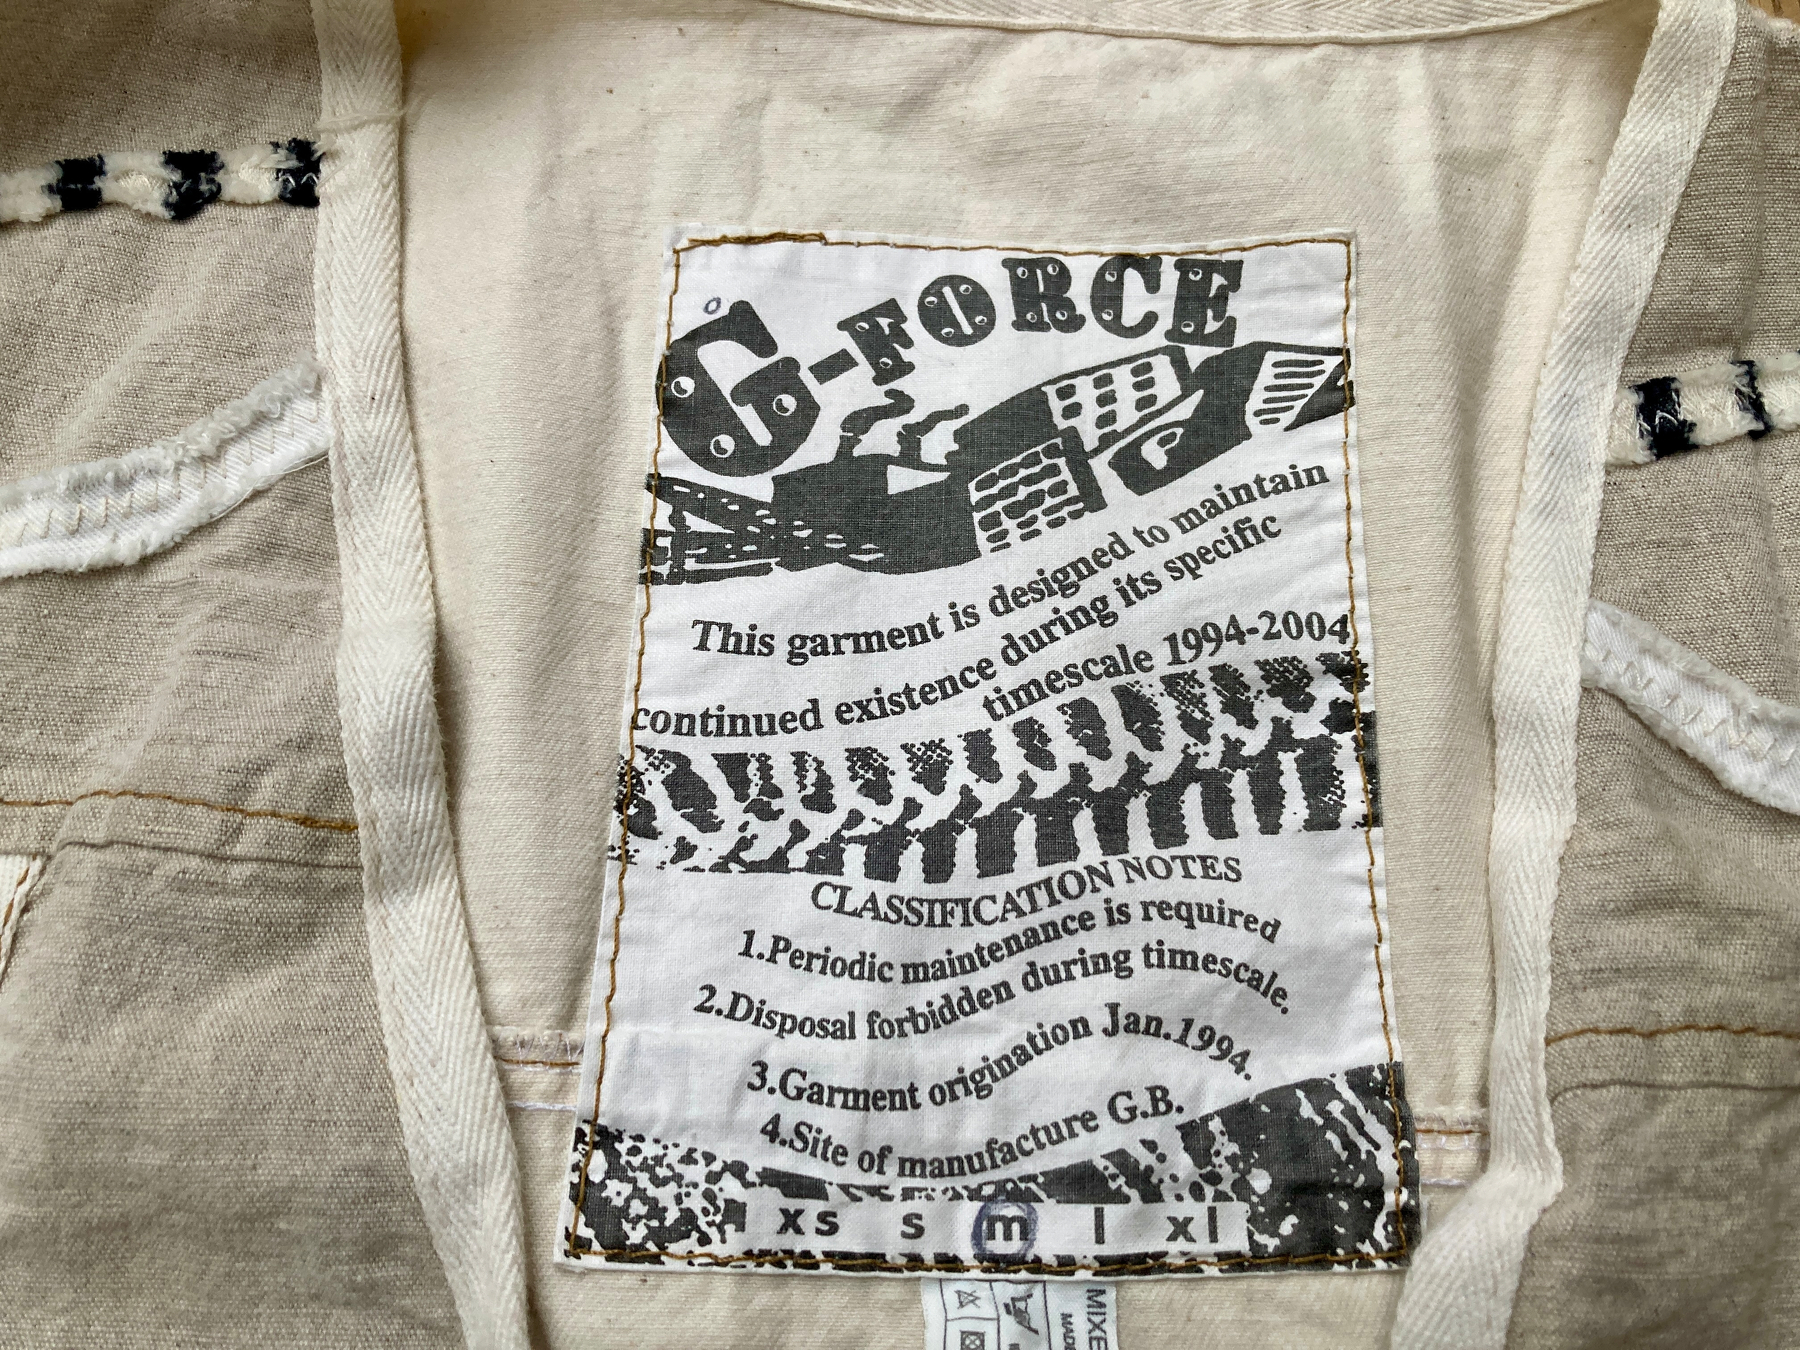 G-FORCE
This garment is designed to maintain
continued existence during its specific
timescale 1994-2004
CLASSIFICATION NOTES
1.Periodic maintenance is required
2.Disposal forbidden during timescale.
3.Garment origination Jan.1994.
4.Site of manufacture G.B.
xs s m l xl
MIXE
MADE